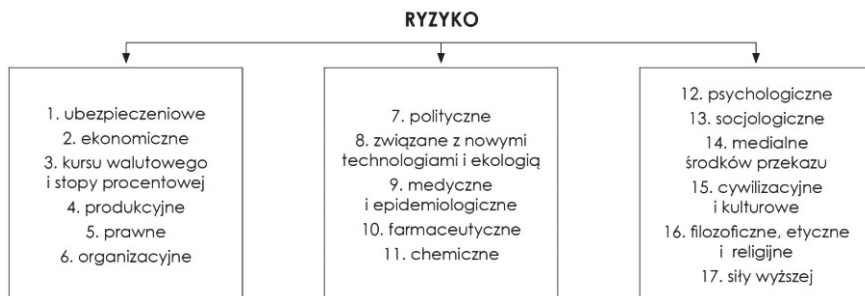 RYZYKO
1. ubezpieczeniowe
2. ekonomiczne
3. kursu walutowego
i stopy procentowej
4. produkcyjne
5. prawne
6. organizacyjne
7. polityczne
8. związane z nowymi
technologiami i ekologią
9. medyczne
i epidemiologiczne
10. farmaceutyczne
11. chemiczne
12. psychologiczne
13. socjologiczne
14. medialne
środków przekazu
15. cywilizacyjne
i kulturowe
16. filozoficzne, etyczne
i religijne
17. siły wyższej